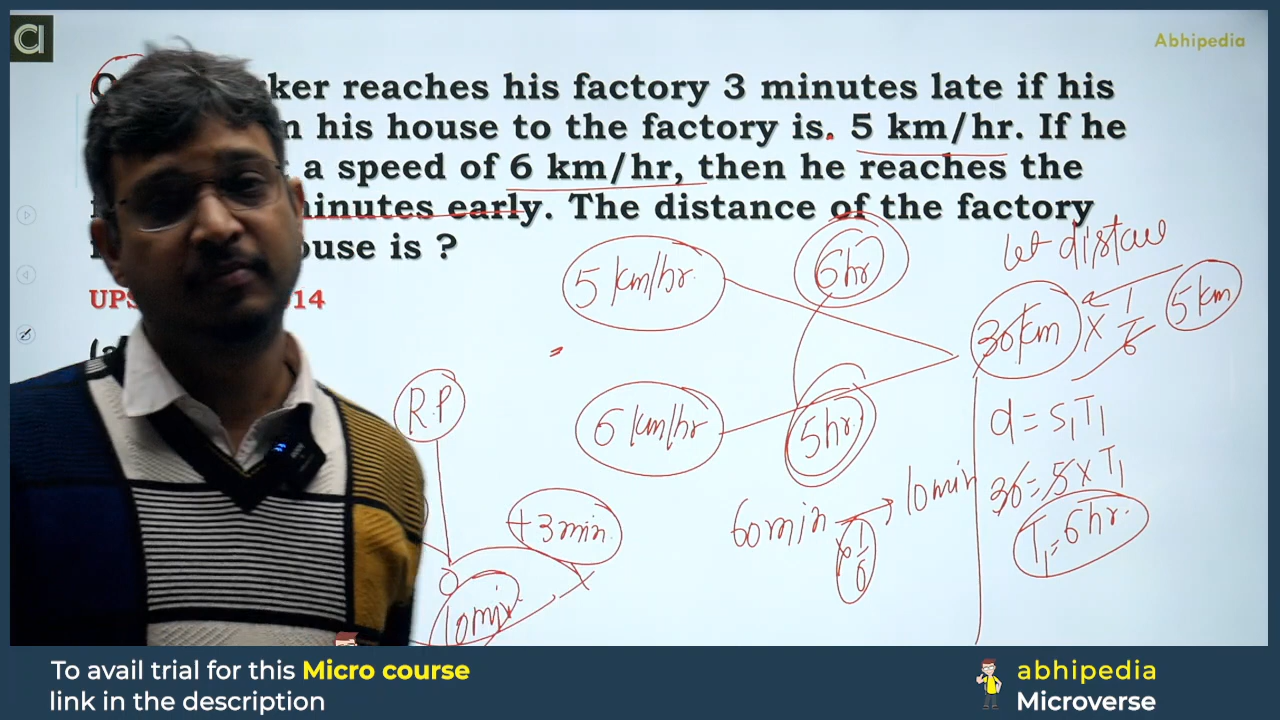 Abhipedia
ker reaches his factory 3 minutes late if his
n his house to the factory is. 5 km/hr. If he
a speed of 6 km/hr, then he reaches the
minutes early. The distance of the factory
ouse is ?
UPS 14
(a
let distance
5 km/hr.
6hr
30km × 1/6 5km
R.P
6 km/hr
5hr
d = S₁T₁
60min × 1/6 → 10min
30 = 5 × T₁
+3min
T₁ = 6hr.
0
10min
To avail trial for this Micro course
link in the description
abhipedia
Microverse